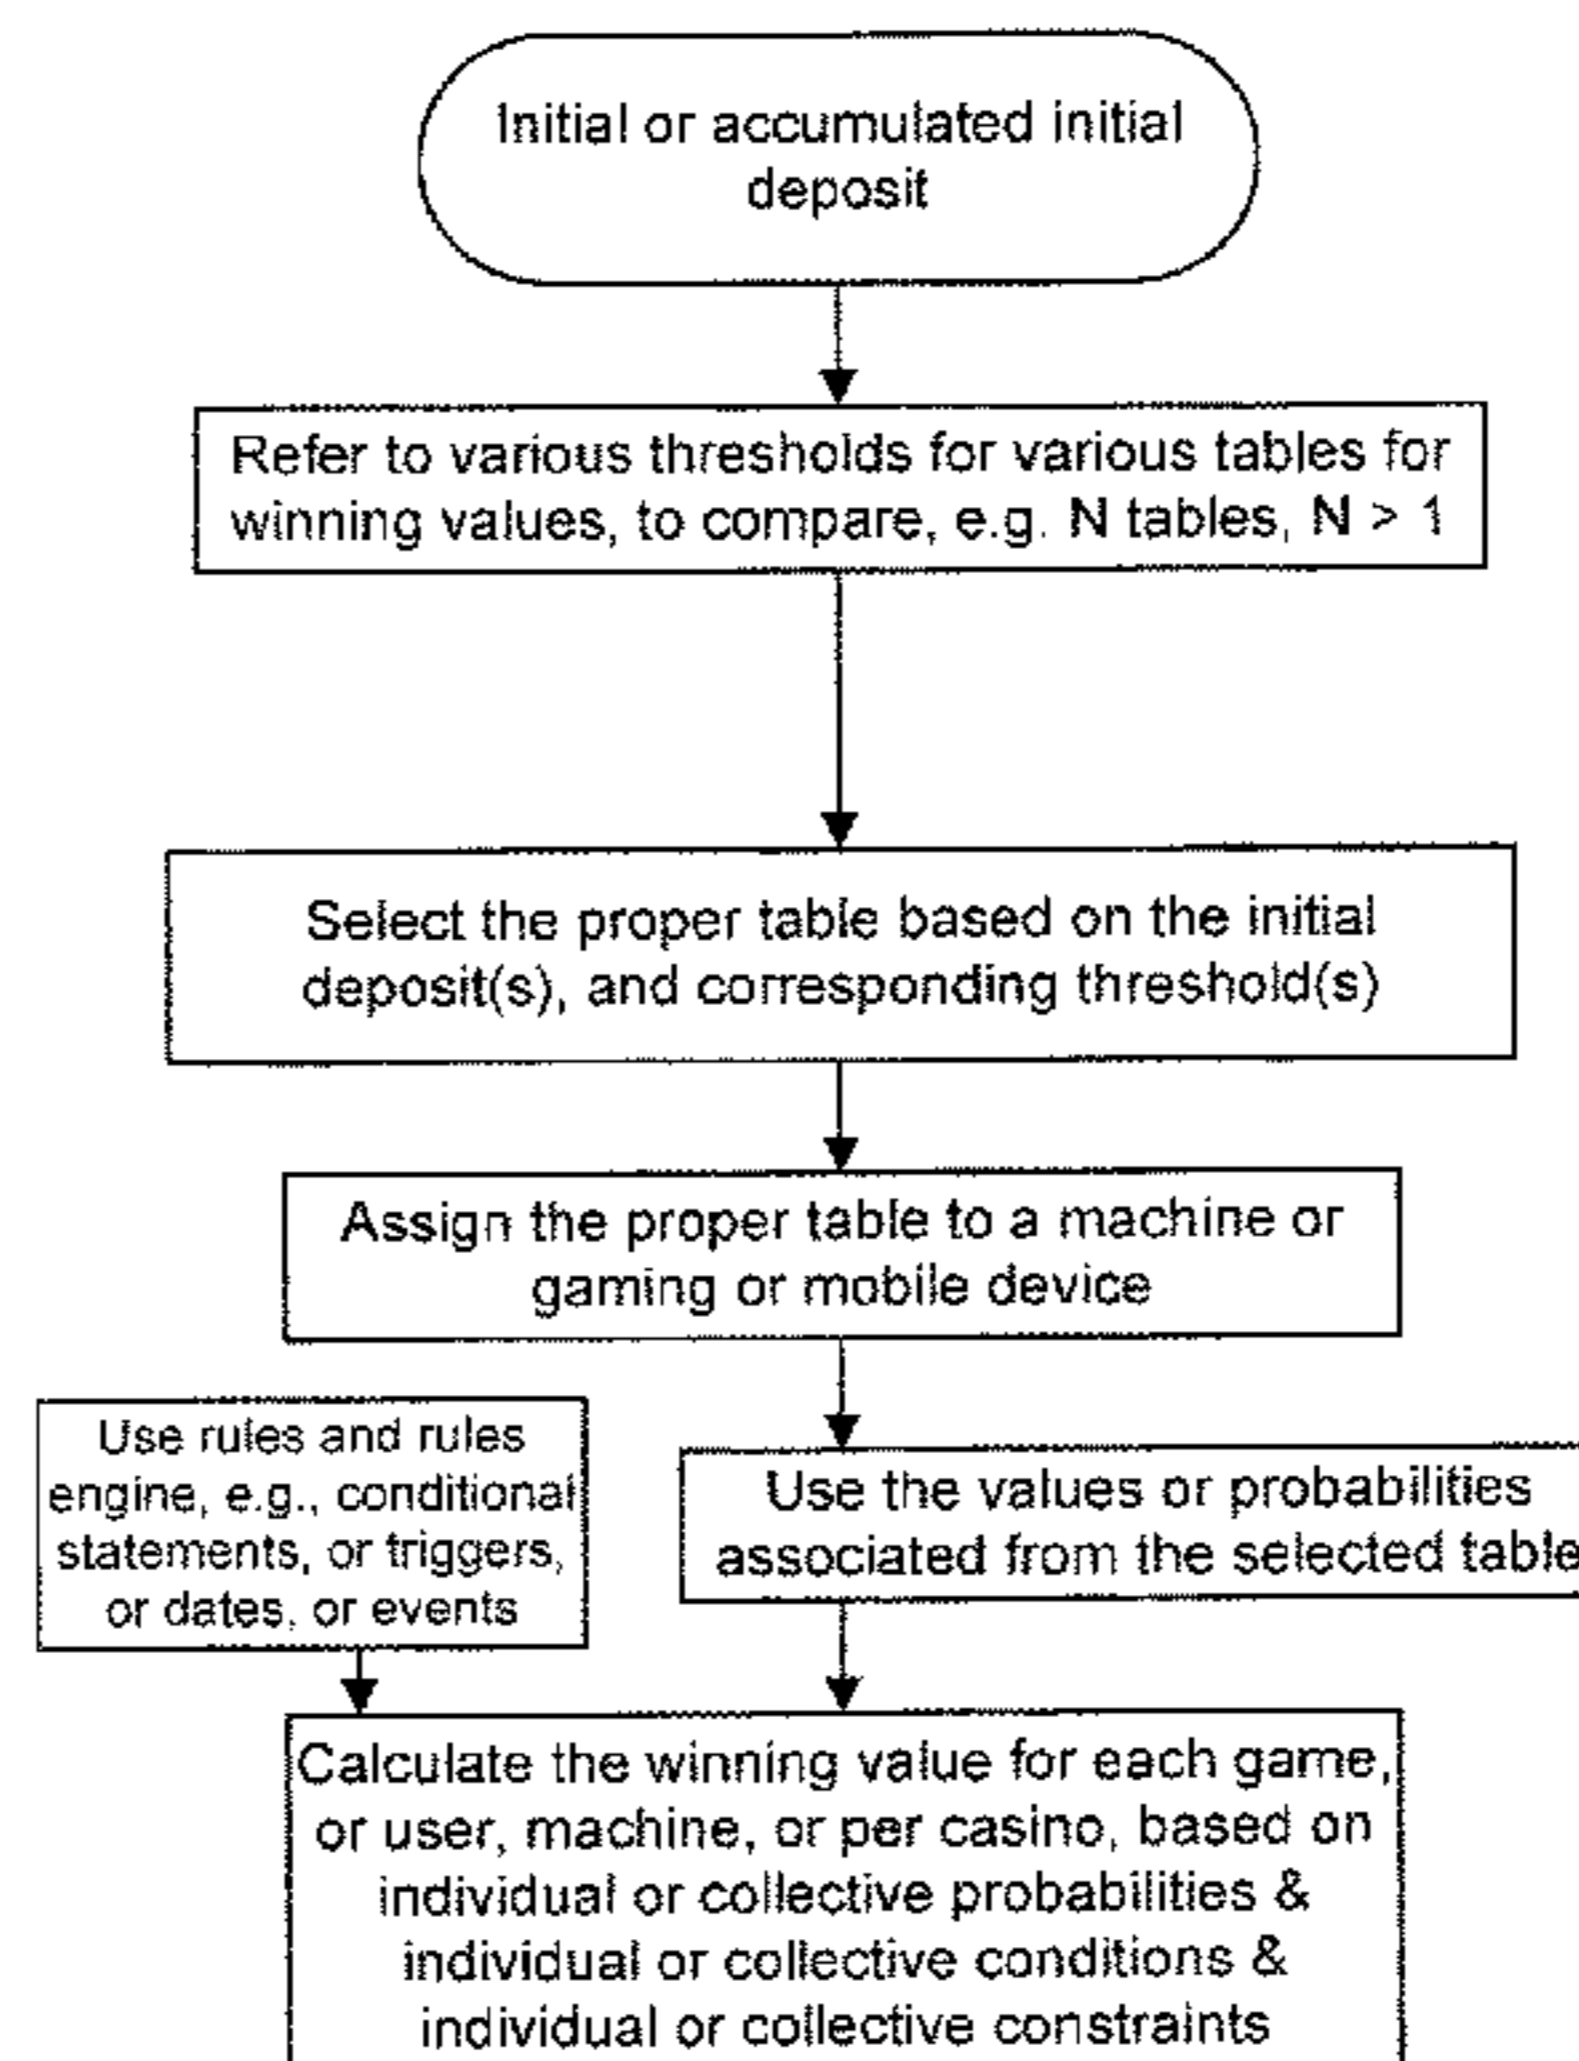 Initial or accumulated initial
deposit
Refer to various thresholds for various tables for
winning values, to compare, e.g. N tables, N > 1
Select the proper table based on the initial
deposit(s), and corresponding threshold(s)
Assign the proper table to a machine or
gaming or mobile device
Use rules and rules
engine, e.g., conditional
statements, or triggers,
or dates, or events
Use the values or probabilities
associated from the selected table
Calculate the winning value for each game,
or user, machine, or per casino, based on
individual or collective probabilities &
individual or collective conditions &
individual or collective constraints